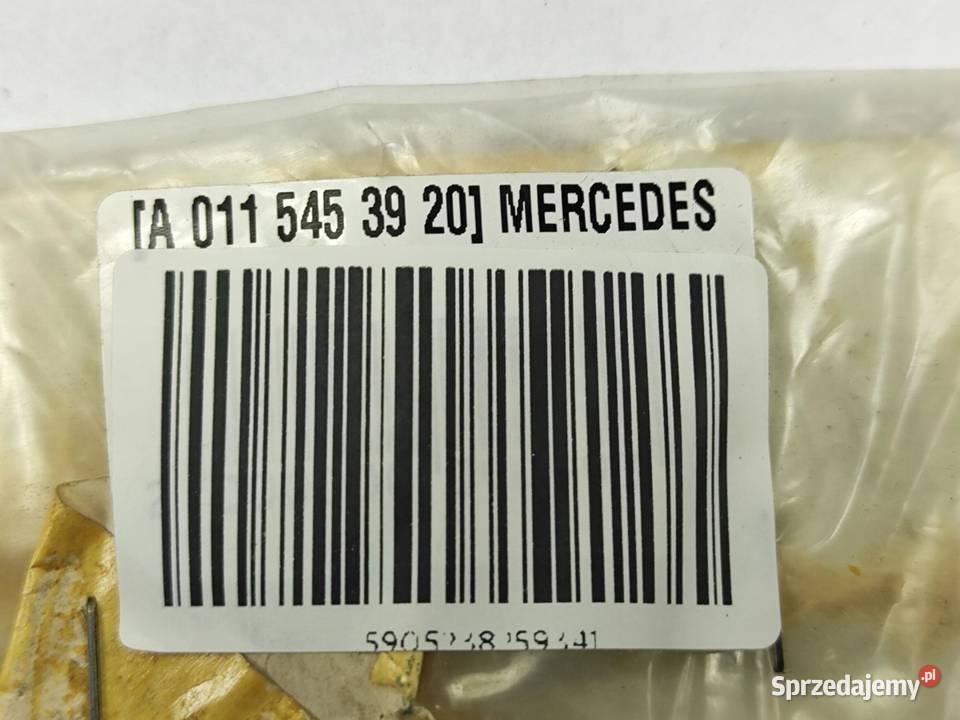 [A 011 545 39 20] MERCEDES
Sprzedajemy.pl